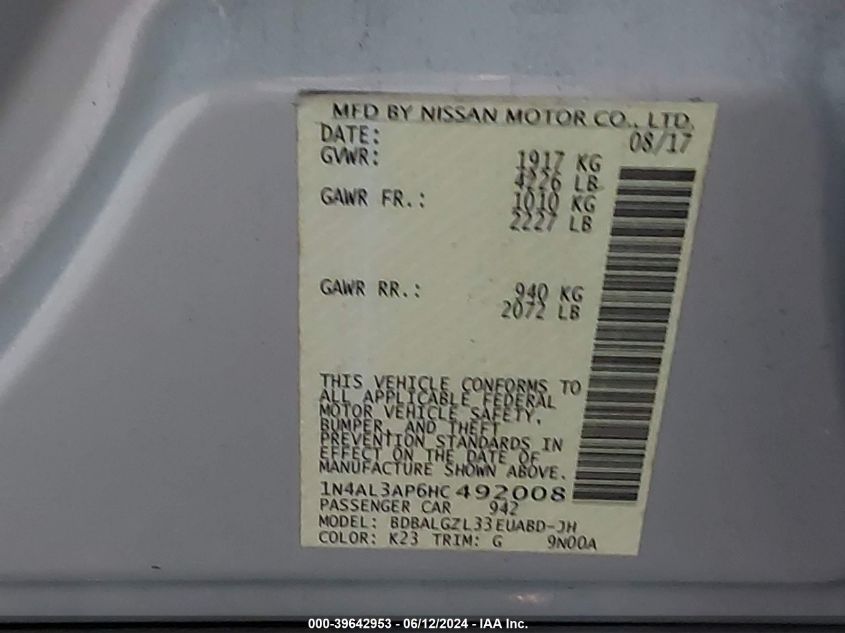 MFD BY NISSAN MOTOR CO., LTD.
DATE: 08/17
GVWR: 1917 KG
4226 LB
GAWR FR.: 1010 KG
2227 LB
GAWR RR.: 940 KG
2072 LB
THIS VEHICLE CONFORMS TO
ALL APPLICABLE FEDERAL
MOTOR VEHICLE SAFETY,
BUMPER, AND THEFT
PREVENTION STANDARDS IN
EFFECT ON THE DATE OF
MANUFACTURE SHOWN ABOVE.
1N4AL3AP6HC492008
PASSENGER CAR 942
MODEL: BDBALGZL33EUABD-JH
COLOR: K23 TRIM: G 9N00A
000-39642953 - 06/12/2024 - IAA Inc.